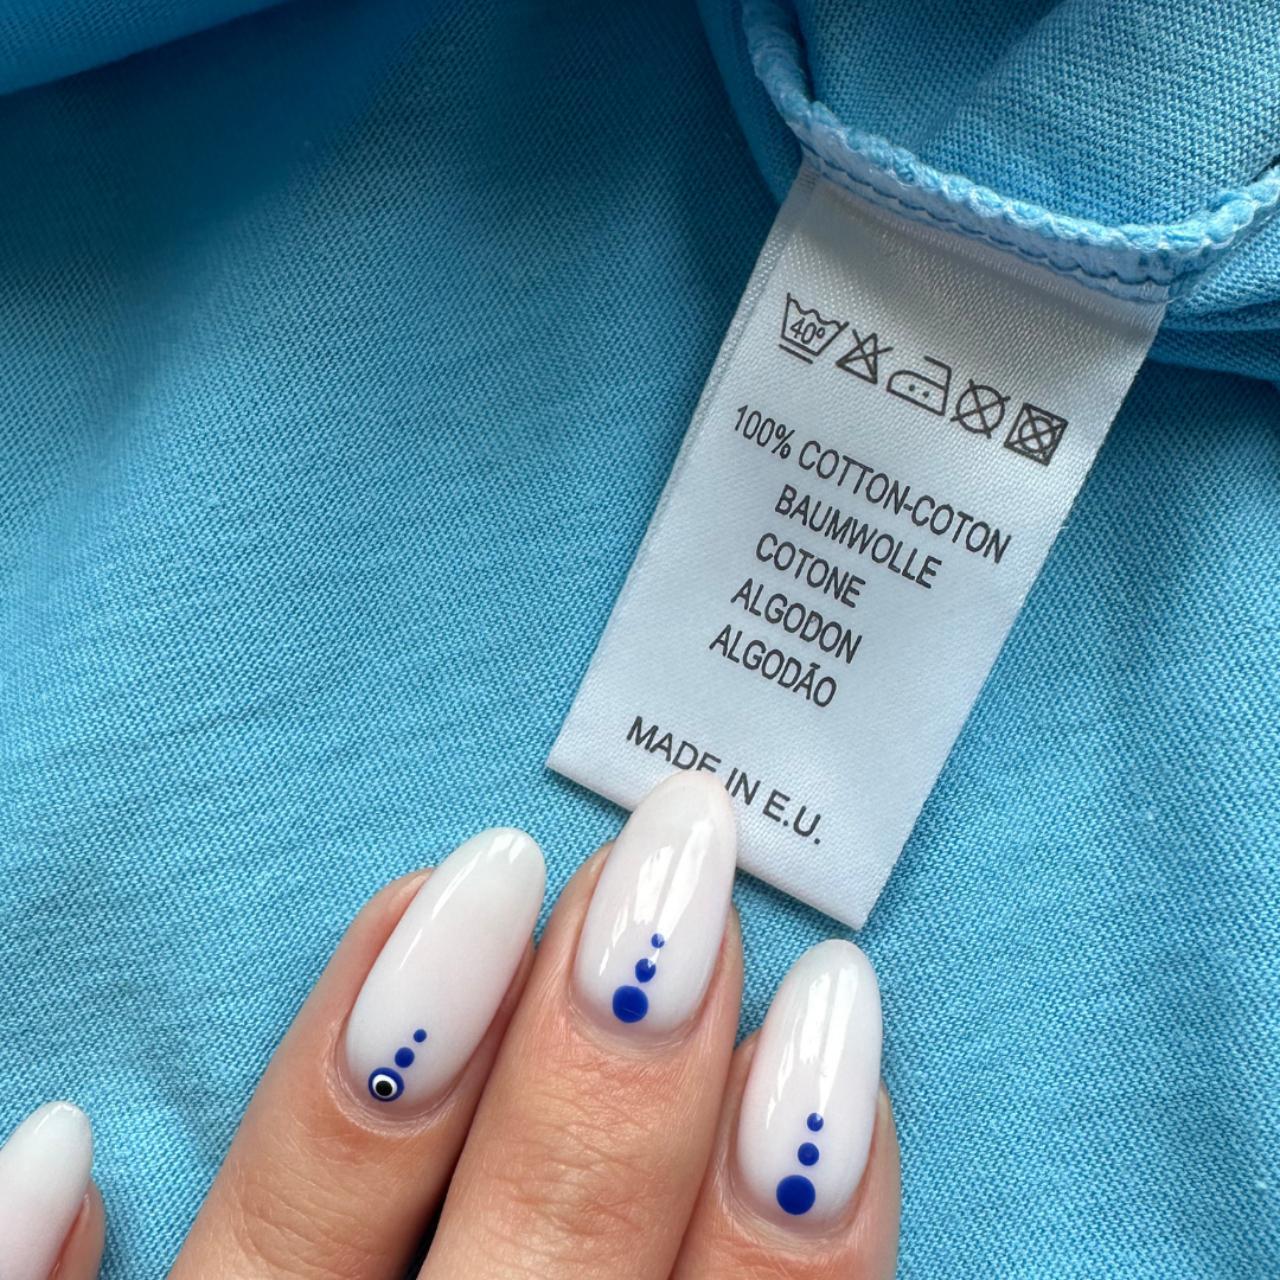 40°
100% COTTON-COTON
BAUMWOLLE
COTONE
ALGODON
ALGODÃO
MADE IN E.U.